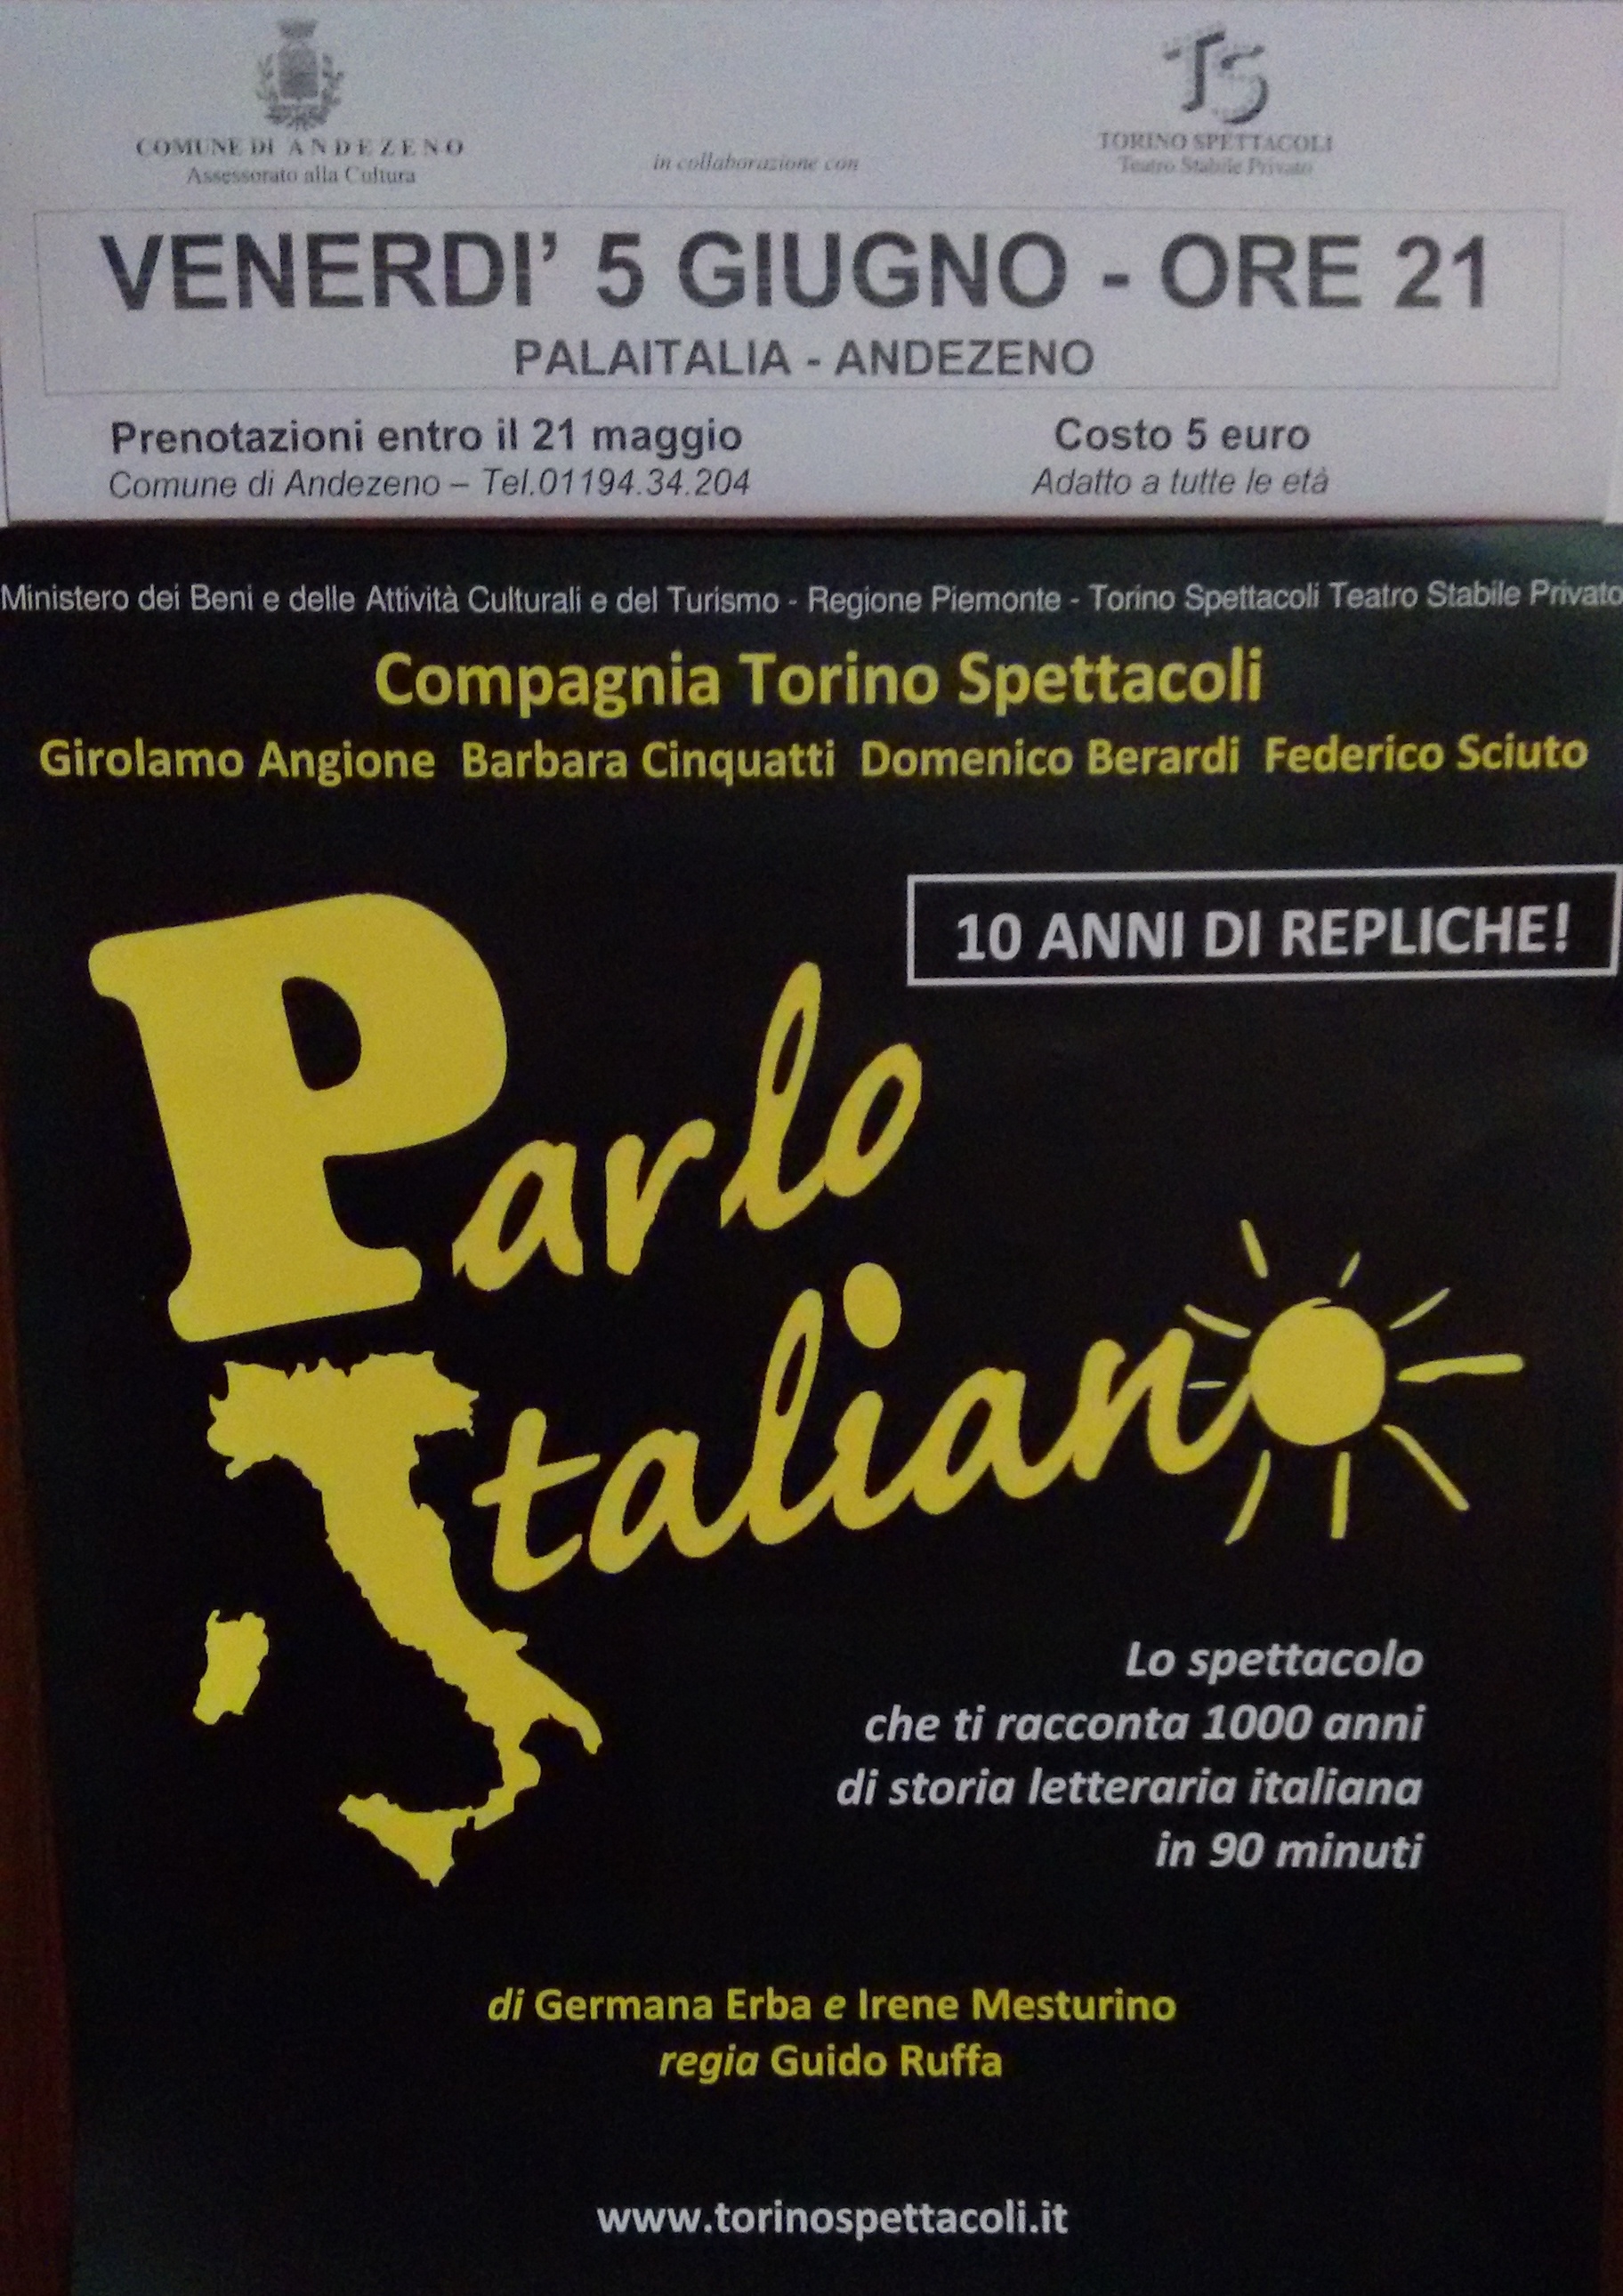 COMUNE DI ANDEZENO
Assessorato alla Cultura
in collaborazione con
TS
TORINO SPETTACOLI
Teatro Stabile Privato
VENERDI' 5 GIUGNO - ORE 21
PALAITALIA - ANDEZENO
Prenotazioni entro il 21 maggio
Comune di Andezeno – Tel.01194.34.204
Costo 5 euro
Adatto a tutte le età
Ministero dei Beni e delle Attività Culturali e del Turismo - Regione Piemonte - Torino Spettacoli Teatro Stabile Privato
Compagnia Torino Spettacoli
Girolamo Angione Barbara Cinquatti Domenico Berardi Federico Sciuto
10 ANNI DI REPLICHE!
Parlo
Italiano
Lo spettacolo
che ti racconta 1000 anni
di storia letteraria italiana
in 90 minuti
di Germana Erba e Irene Mesturino
regia Guido Ruffa
www.torinospettacoli.it